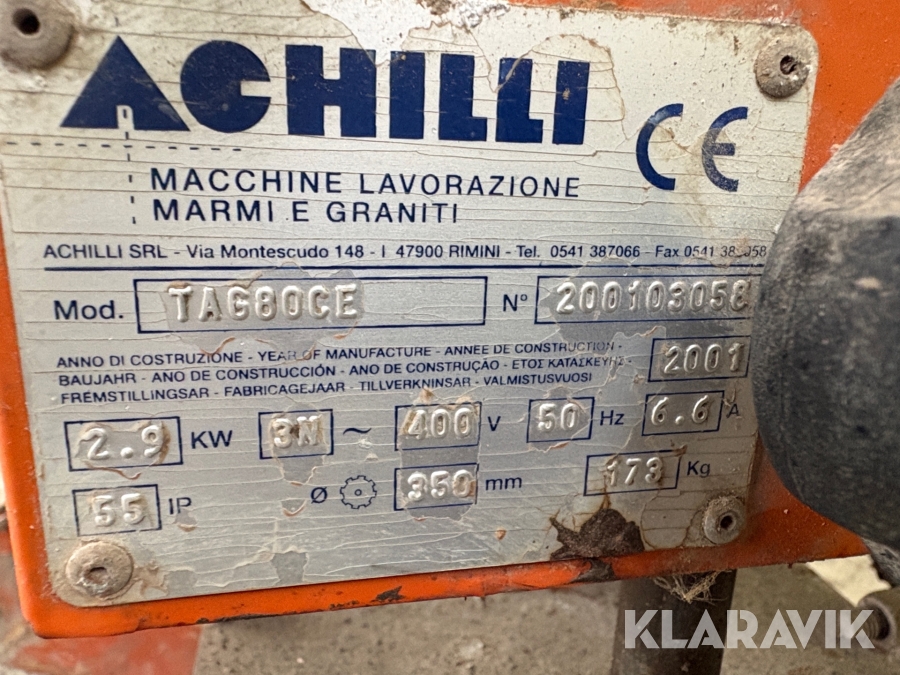 ACHILLI
CE
MACCHINE LAVORAZIONE
MARMI E GRANITI
ACHILLI SRL - Via Montescudo 148 - I 47900 RIMINI - Tel. 0541 387066 - Fax 0541
Mod. TAG80CE N° 200103058
ANNO DI COSTRUZIONE - YEAR OF MANUFACTURE - ANNEE DE CONSTRUCTION -
BAUJAHR - ANO DE CONSTRUCCIÓN - ANO DE CONSTRUÇAO - ΕΤΟΣ ΚΑΤΑΣΚΕΥΗΣ - 2001
FREMSTILLINGSAR - FABRICAGEJAAR - TILLVERKNINSAR - VALMISTUSVUOSI
2.9 KW 3N ~ 400 V 50 Hz 6.6 A
55 IP Ø 350 mm 173 Kg
KLARAVIK